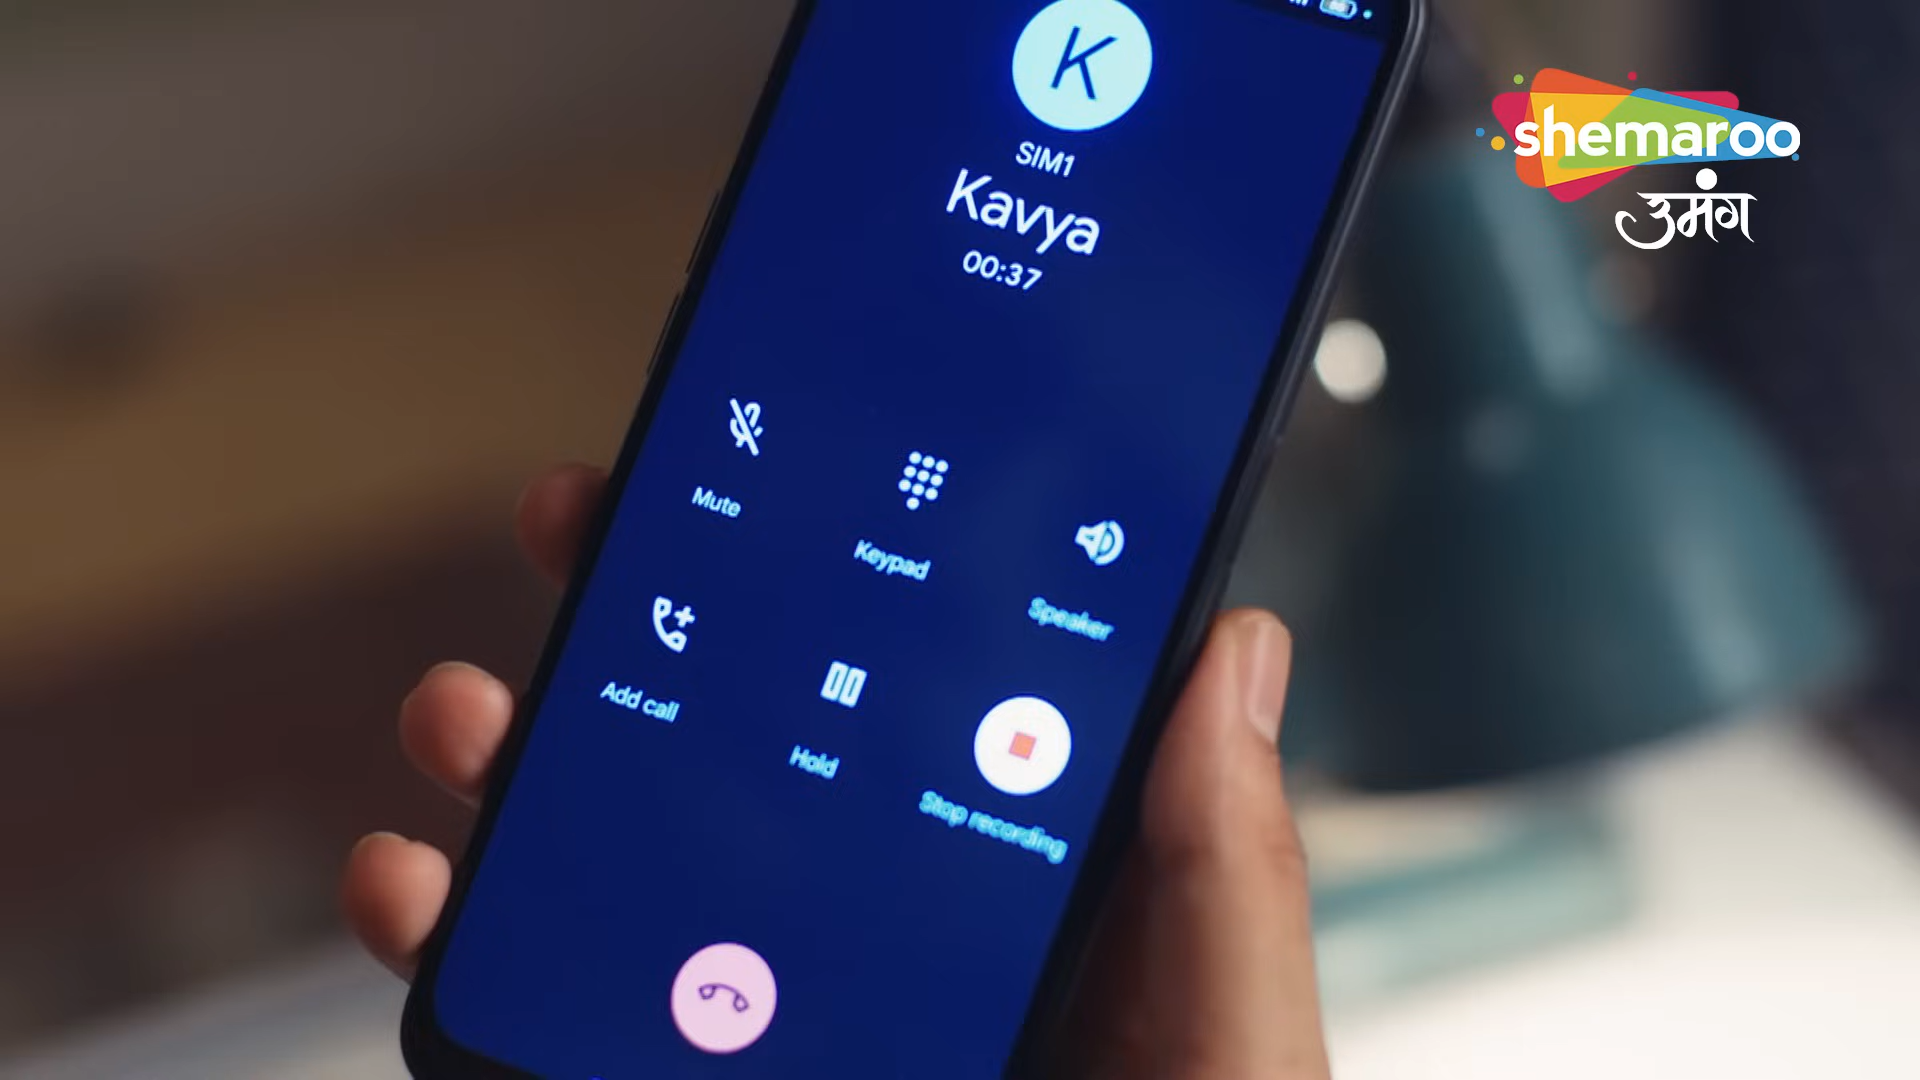 K
SIM1
Kavya
00:37
Mute
Keypad
Speaker
Add call
Hold
Stop recording
shemaroo
उमंग